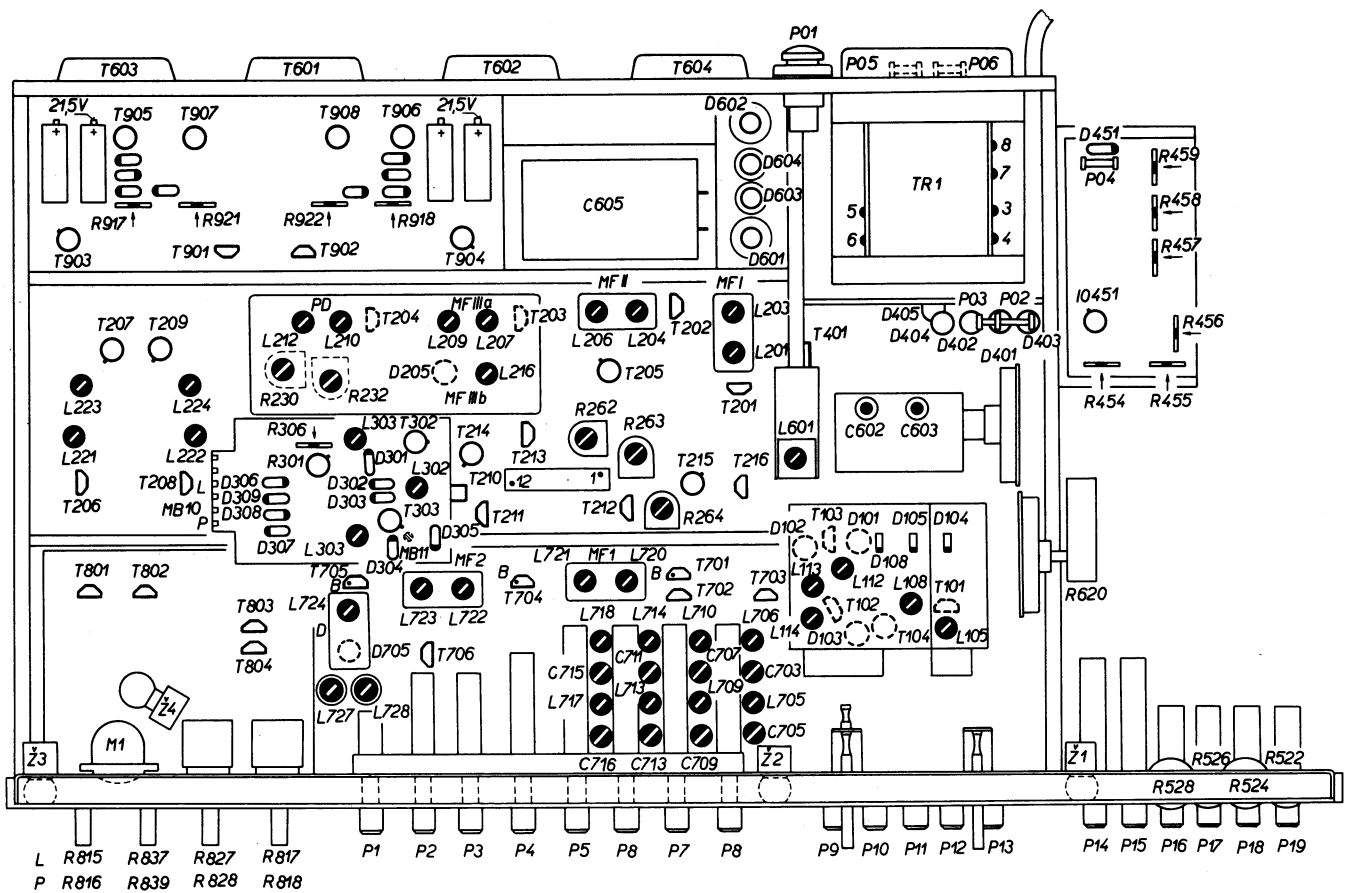 P01
T603 T601 T602 T604 P05 P06
21,5V T905 T907 T908 T906 21,5V D602
D451
8
R459
D604 P04
7
TR1
D603
C605
R458
5 3
R917 R921 R922 R918
R457
6 4
T903 T901 T902 T904 D601
MF II MF I
PD MF IIIa P03 P02 IO451
L203
T207 T209 T204 T203 T202 D405
D404
R456
L212 L210 L209 L207 L206 L204 D402 D403
L201 T401 D401
D205 L216 T205
R230 R232 MF IIIb T201
L223 L224 R454 R455
R262 R263
L303 T302
R306 T214 C602 C603
L601
L221 L222 R301 D301 T213
L302 T210 12 1 T215 T216
T206 T208 L D306 D302
D309 D303
MB10 D308 T303 T211 T212 R264
P
D307 L303 D305 D102 T103 D101 D105 D104
D304 MB11
L721 MF1 L720
T801 T802 T705 MF2 D108
B B B T701 T703 L113 L112 L108 T101
T704 T702 R620
L724 L723 L722
T803 L718 L714 L710 L706 T102
D L114
D103 T104 L105
T804 D705 T706
C711 C707
C715 C703
Ž4 L717 L713 L709 L705
L727 L728
C705
Ž3 M1 Ž2 Ž1
C716 C713 C709 R526 R522
R528 R524
L R815 R837 R827 R817 P1 P2 P3 P4 P5 P8 P7 P8 P9 P10 P11 P12 P13 P14 P15 P16 P17 P18 P19
P R816 R839 R828 R818